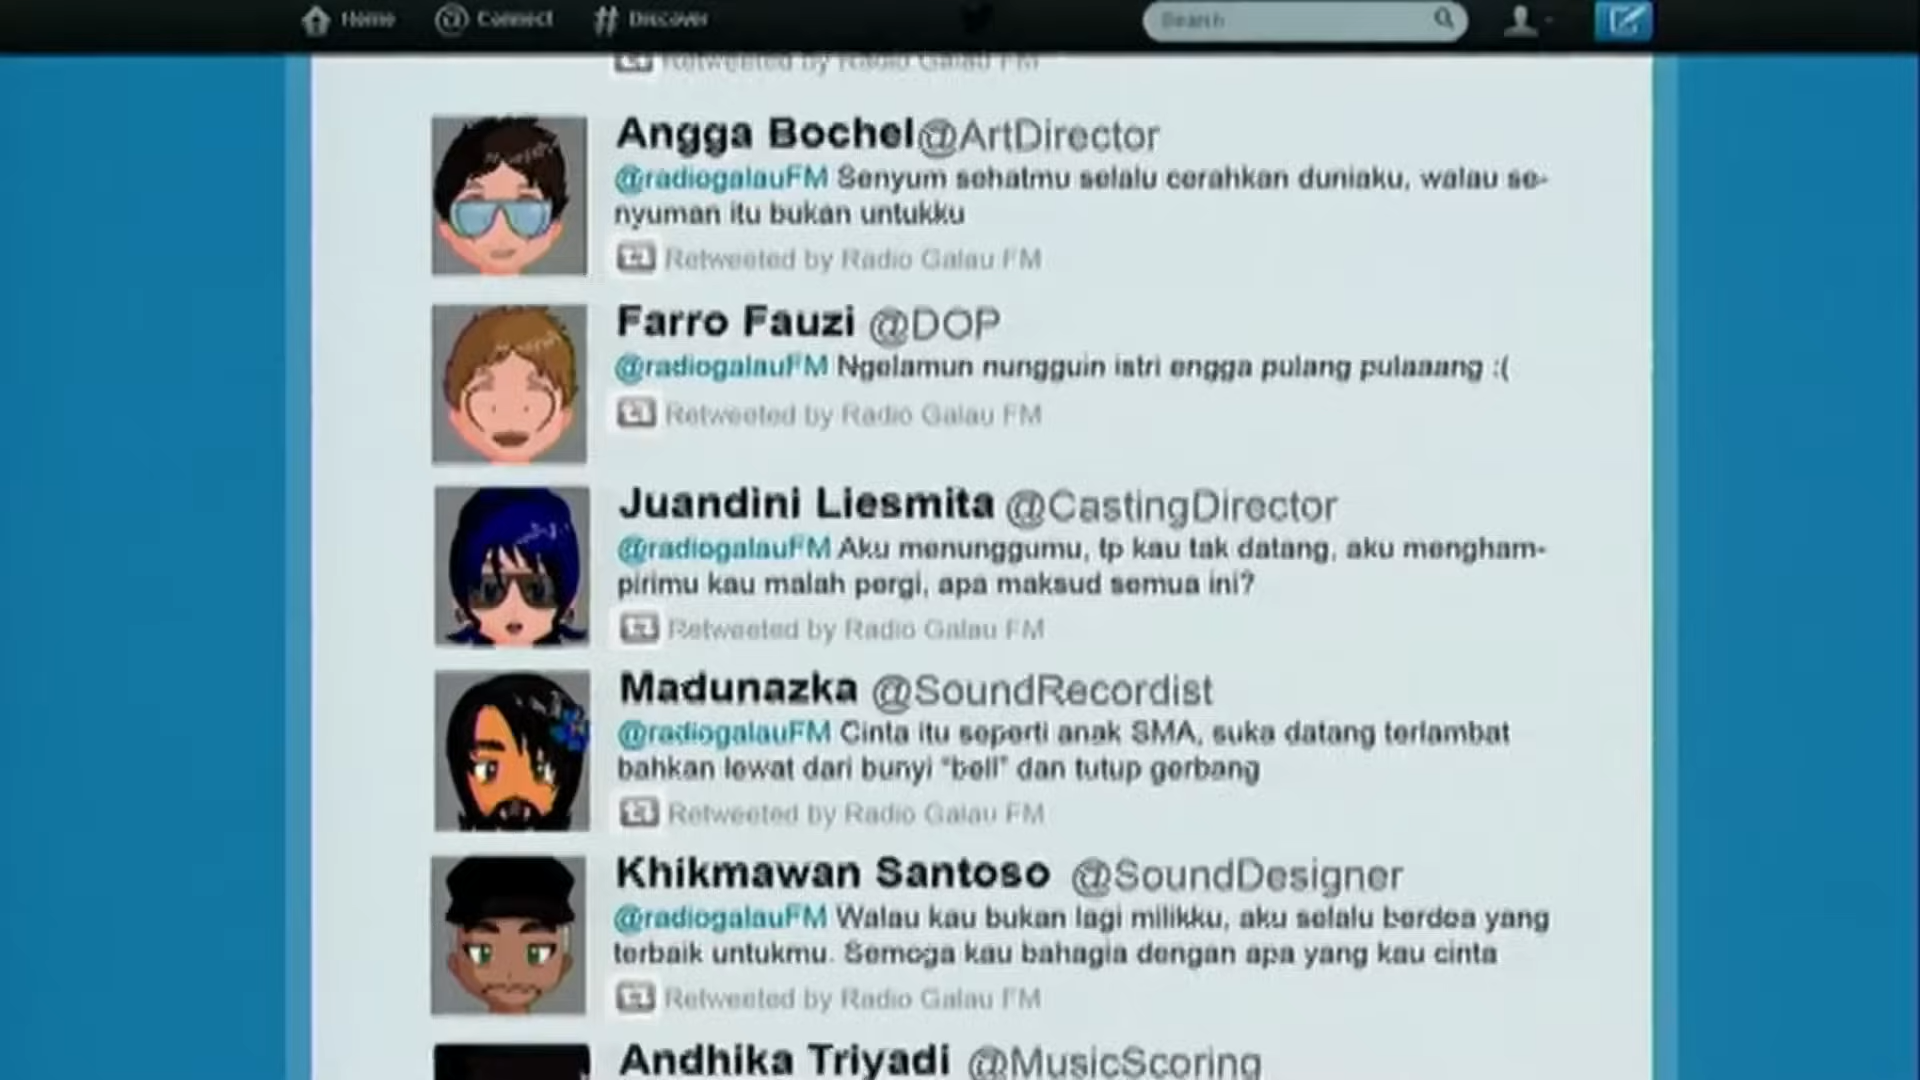 Home
Connect
Discover
Search
Retweeted by Radio Galau FM
Angga Bochel@ArtDirector
@radiogalauFM Senyum sehatmu selalu cerahkan duniaku, walau se-
nyuman itu bukan untukku
Retweeted by Radio Galau FM
Farro Fauzi @DOP
@radiogalauFM Ngelamun nungguin istri engga pulang pulaaang :(
Retweeted by Radio Galau FM
Juandini Liesmita @CastingDirector
@radiogalauFM Aku menunggumu, tp kau tak datang, aku mengham-
pirimu kau malah pergi, apa maksud semua ini?
Retweeted by Radio Galau FM
Madunazka @SoundRecordist
@radiogalauFM Cinta itu seperti anak SMA, suka datang terlambat
bahkan lewat dari bunyi "bell" dan tutup gerbang
Retweeted by Radio Galau FM
Khikmawan Santoso @SoundDesigner
@radiogalauFM Walau kau bukan lagi milikku, aku selalu berdoa yang
terbaik untukmu. Semoga kau bahagia dengan apa yang kau cinta
Retweeted by Radio Galau FM
Andhika Triyadi @MusicScoring